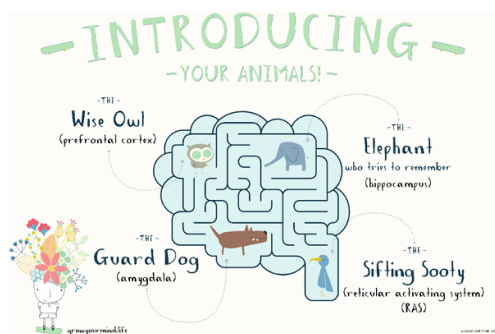 INTRODUCING
~YOUR ANIMALS!~
-THE-
Wise Owl
(prefrontal cortex)
-THE-
Elephant
who tries to remember
(hippocampus)
-THE-
Guard Dog
(amygdala)
-THE-
Sifting Sooty
(reticular activating system)
(RAS)
growyourmind.life